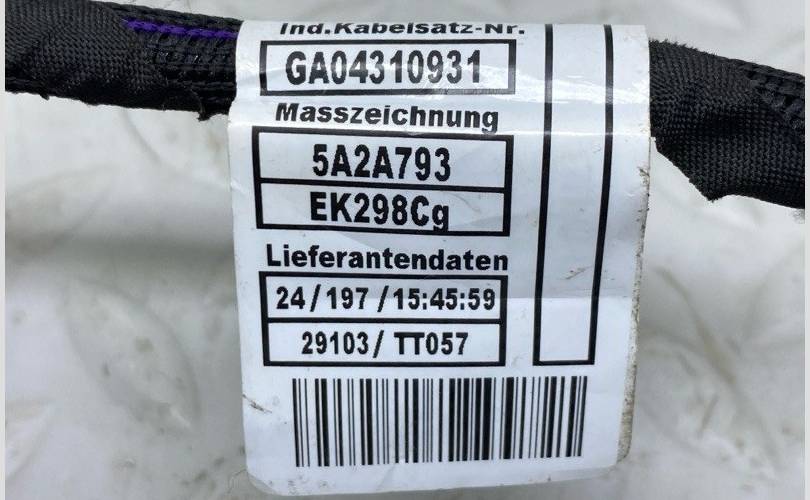 Ind.Kabelsatz-Nr.
GA04310931
Masszeichnung
5A2A793
EK298Cg
Lieferantendaten
24/197/15:45:59
29103/ TT057